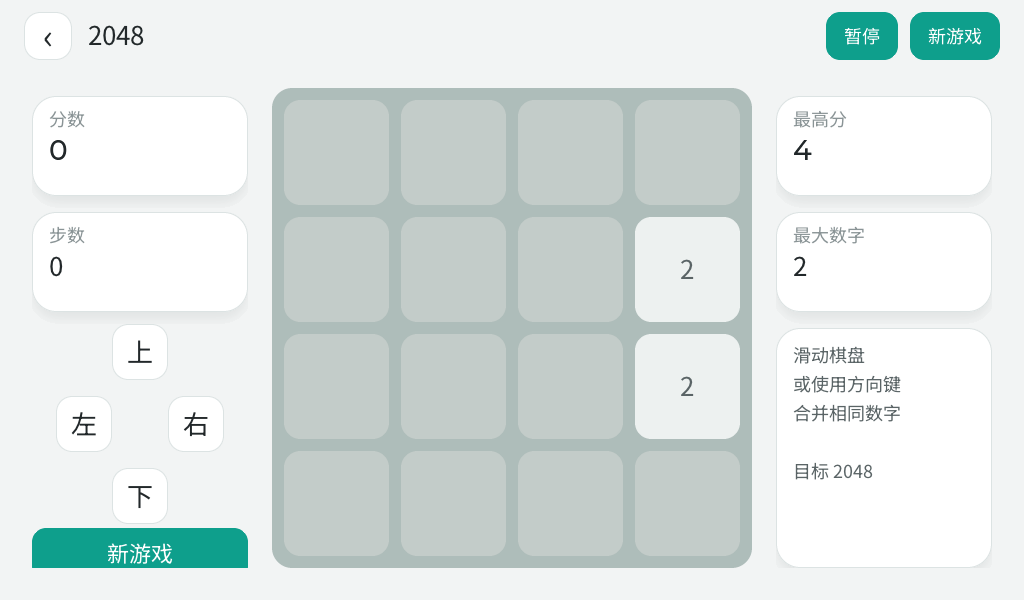 ‹
2048
暂停
新游戏
分数
0
步数
0
上
左
右
下
新游戏
2
2
最高分
4
最大数字
2
滑动棋盘
或使用方向键
合并相同数字
目标 2048